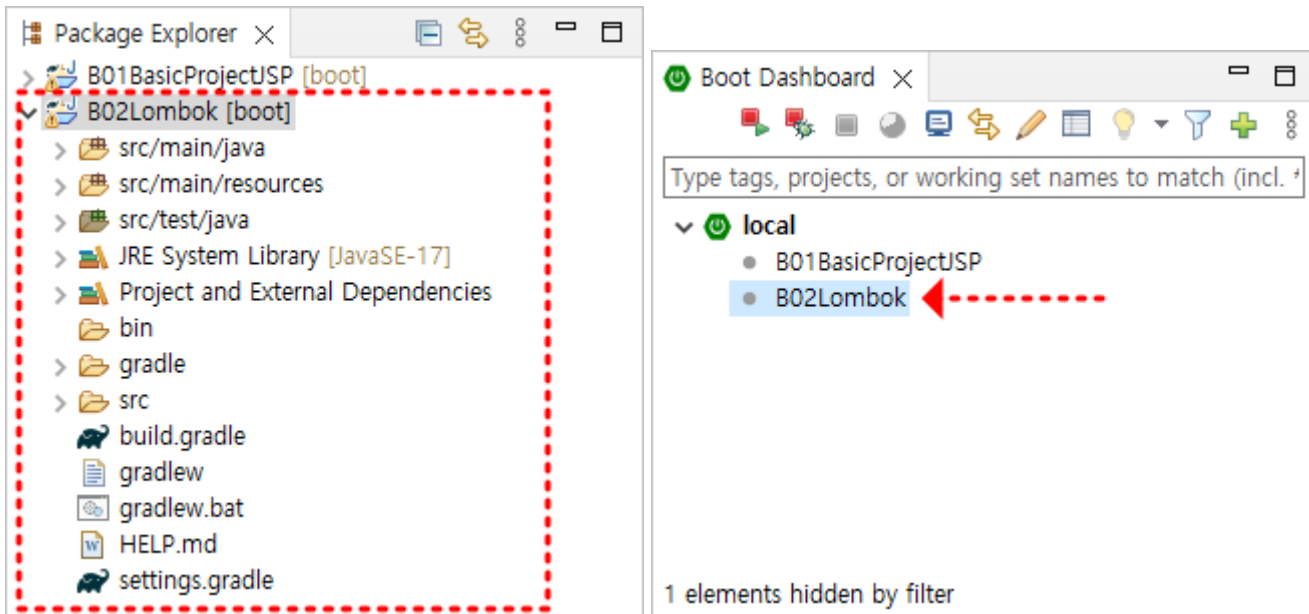 Package Explorer
B01BasicProjectJSP [boot]
B02Lombok [boot]
src/main/java
src/main/resources
src/test/java
JRE System Library [JavaSE-17]
Project and External Dependencies
bin
gradle
src
build.gradle
gradlew
gradlew.bat
HELP.md
settings.gradle
Boot Dashboard
Type tags, projects, or working set names to match (incl. *
local
B01BasicProjectJSP
B02Lombok
1 elements hidden by filter